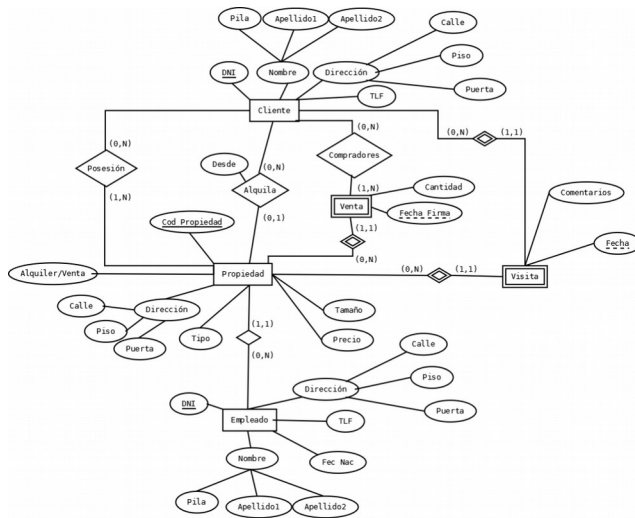 Pila
Apellido1
Apellido2
Calle
Piso
Puerta
DNI
Nombre
Dirección
TLF
Cliente
(0,N)
(0,N)
(0,N)
(1,1)
Posesión
(1,N)
Desde
(0,N)
Alquila
(0,1)
Compradores
(1,N)
Cantidad
Venta
Fecha Firma
(1,1)
(0,N)
Comentarios
Fecha
Cod Propiedad
Alquiler/Venta
Propiedad
(0,N)
(1,1)
Visita
Calle
Dirección
Piso
Puerta
Tipo
Tamaño
Precio
(1,1)
(0,N)
Calle
Dirección
Piso
Puerta
DNI
Empleado
TLF
Nombre
Fec Nac
Pila
Apellido1
Apellido2